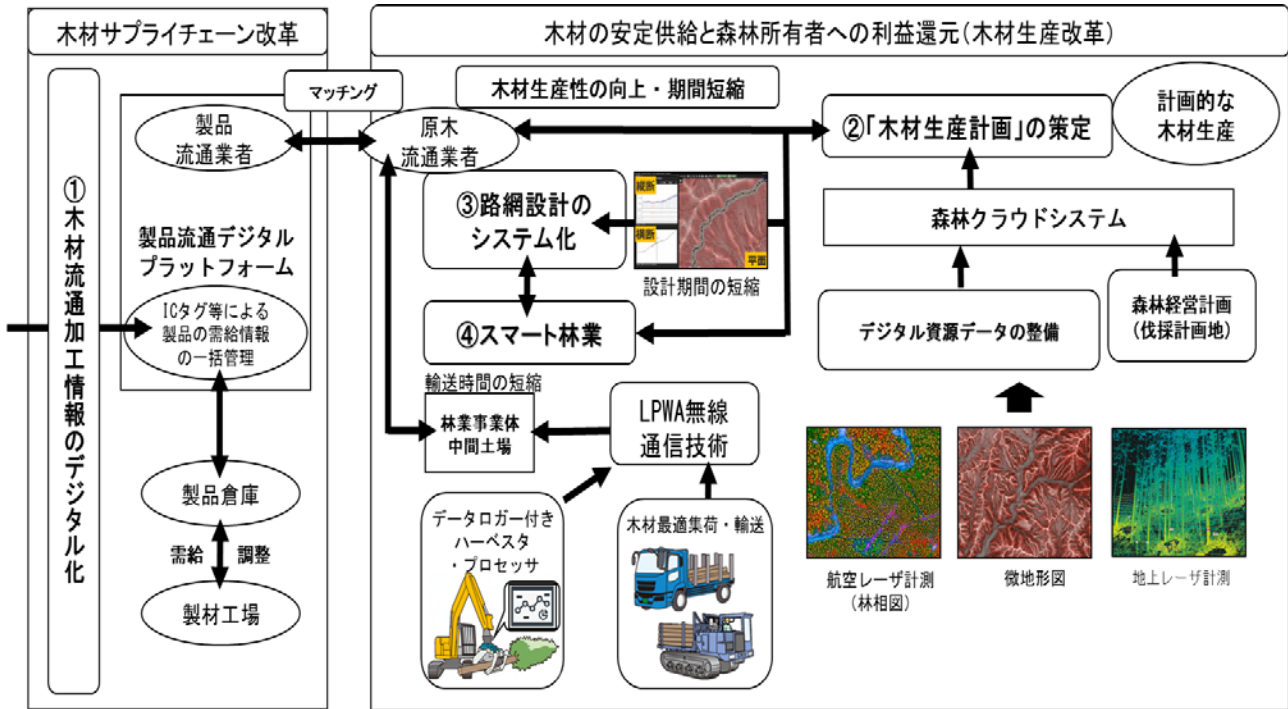 木材サプライチェーン改革
木材の安定供給と森林所有者への利益還元(木材生産改革)
①木材流通加工情報のデジタル化
マッチング
製品
流通業者
製品流通デジタル
プラットフォーム
ICタグ等による
製品の需給情報
の一括管理
製品倉庫
需給 調整
製材工場
木材生産性の向上・期間短縮
原木
流通業者
③路網設計の
システム化
縦断
横断
平面
設計期間の短縮
④スマート林業
輸送時間の短縮
林業事業体
中間土場
LPWA無線
通信技術
データロガー付き
ハーベスタ
・プロセッサ
木材最適集荷・輸送
②「木材生産計画」の策定
計画的な
木材生産
森林クラウドシステム
デジタル資源データの整備
森林経営計画
(伐採計画地)
航空レーザ計測
(林相図)
微地形図
地上レーザ計測